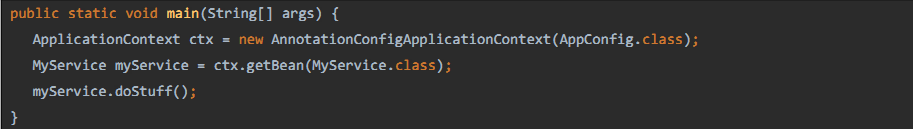 public static void main(String[] args) {
ApplicationContext ctx = new AnnotationConfigApplicationContext(AppConfig.class);
MyService myService = ctx.getBean(MyService.class);
myService.doStuff();
}